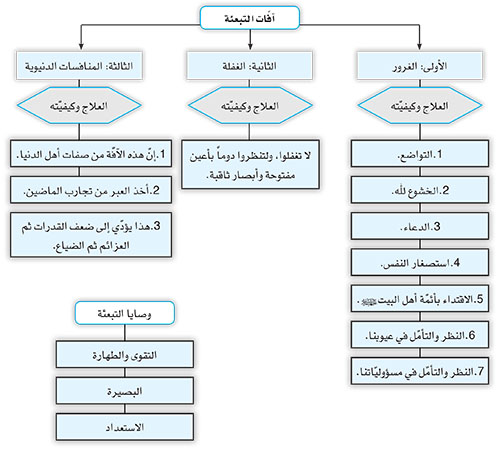 آفات التبعئة
الأولى: الغرور
العلاج وكيفيّته
1.التواضع.
2.الخشوع لله.
3.الدعاء.
4.استصغار النفس.
5.الاقتداء بأئمّة أهل البيت.
6.النظر والتأمّل في عيوبنا.
7.النظر والتأمّل في مسؤوليّاتنا.
الثانية: الغفلة
العلاج وكيفيّته
لا تغفلوا، ولتنظروا دوماً بأعين
مفتوحة وأبصار ثاقبة.
الثالثة: المنافسات الدنيوية
العلاج وكيفيّته
1.إنّ هذه الآفة من صفات أهل الدنيا.
2.أخذ العبر من تجارب الماضين.
3.هذا يؤدّي إلى ضعف القدرات ثم
العزائم ثم الضياع.
وصايا التبعئة
التقوى والطهارة
البصيرة
الاستعداد